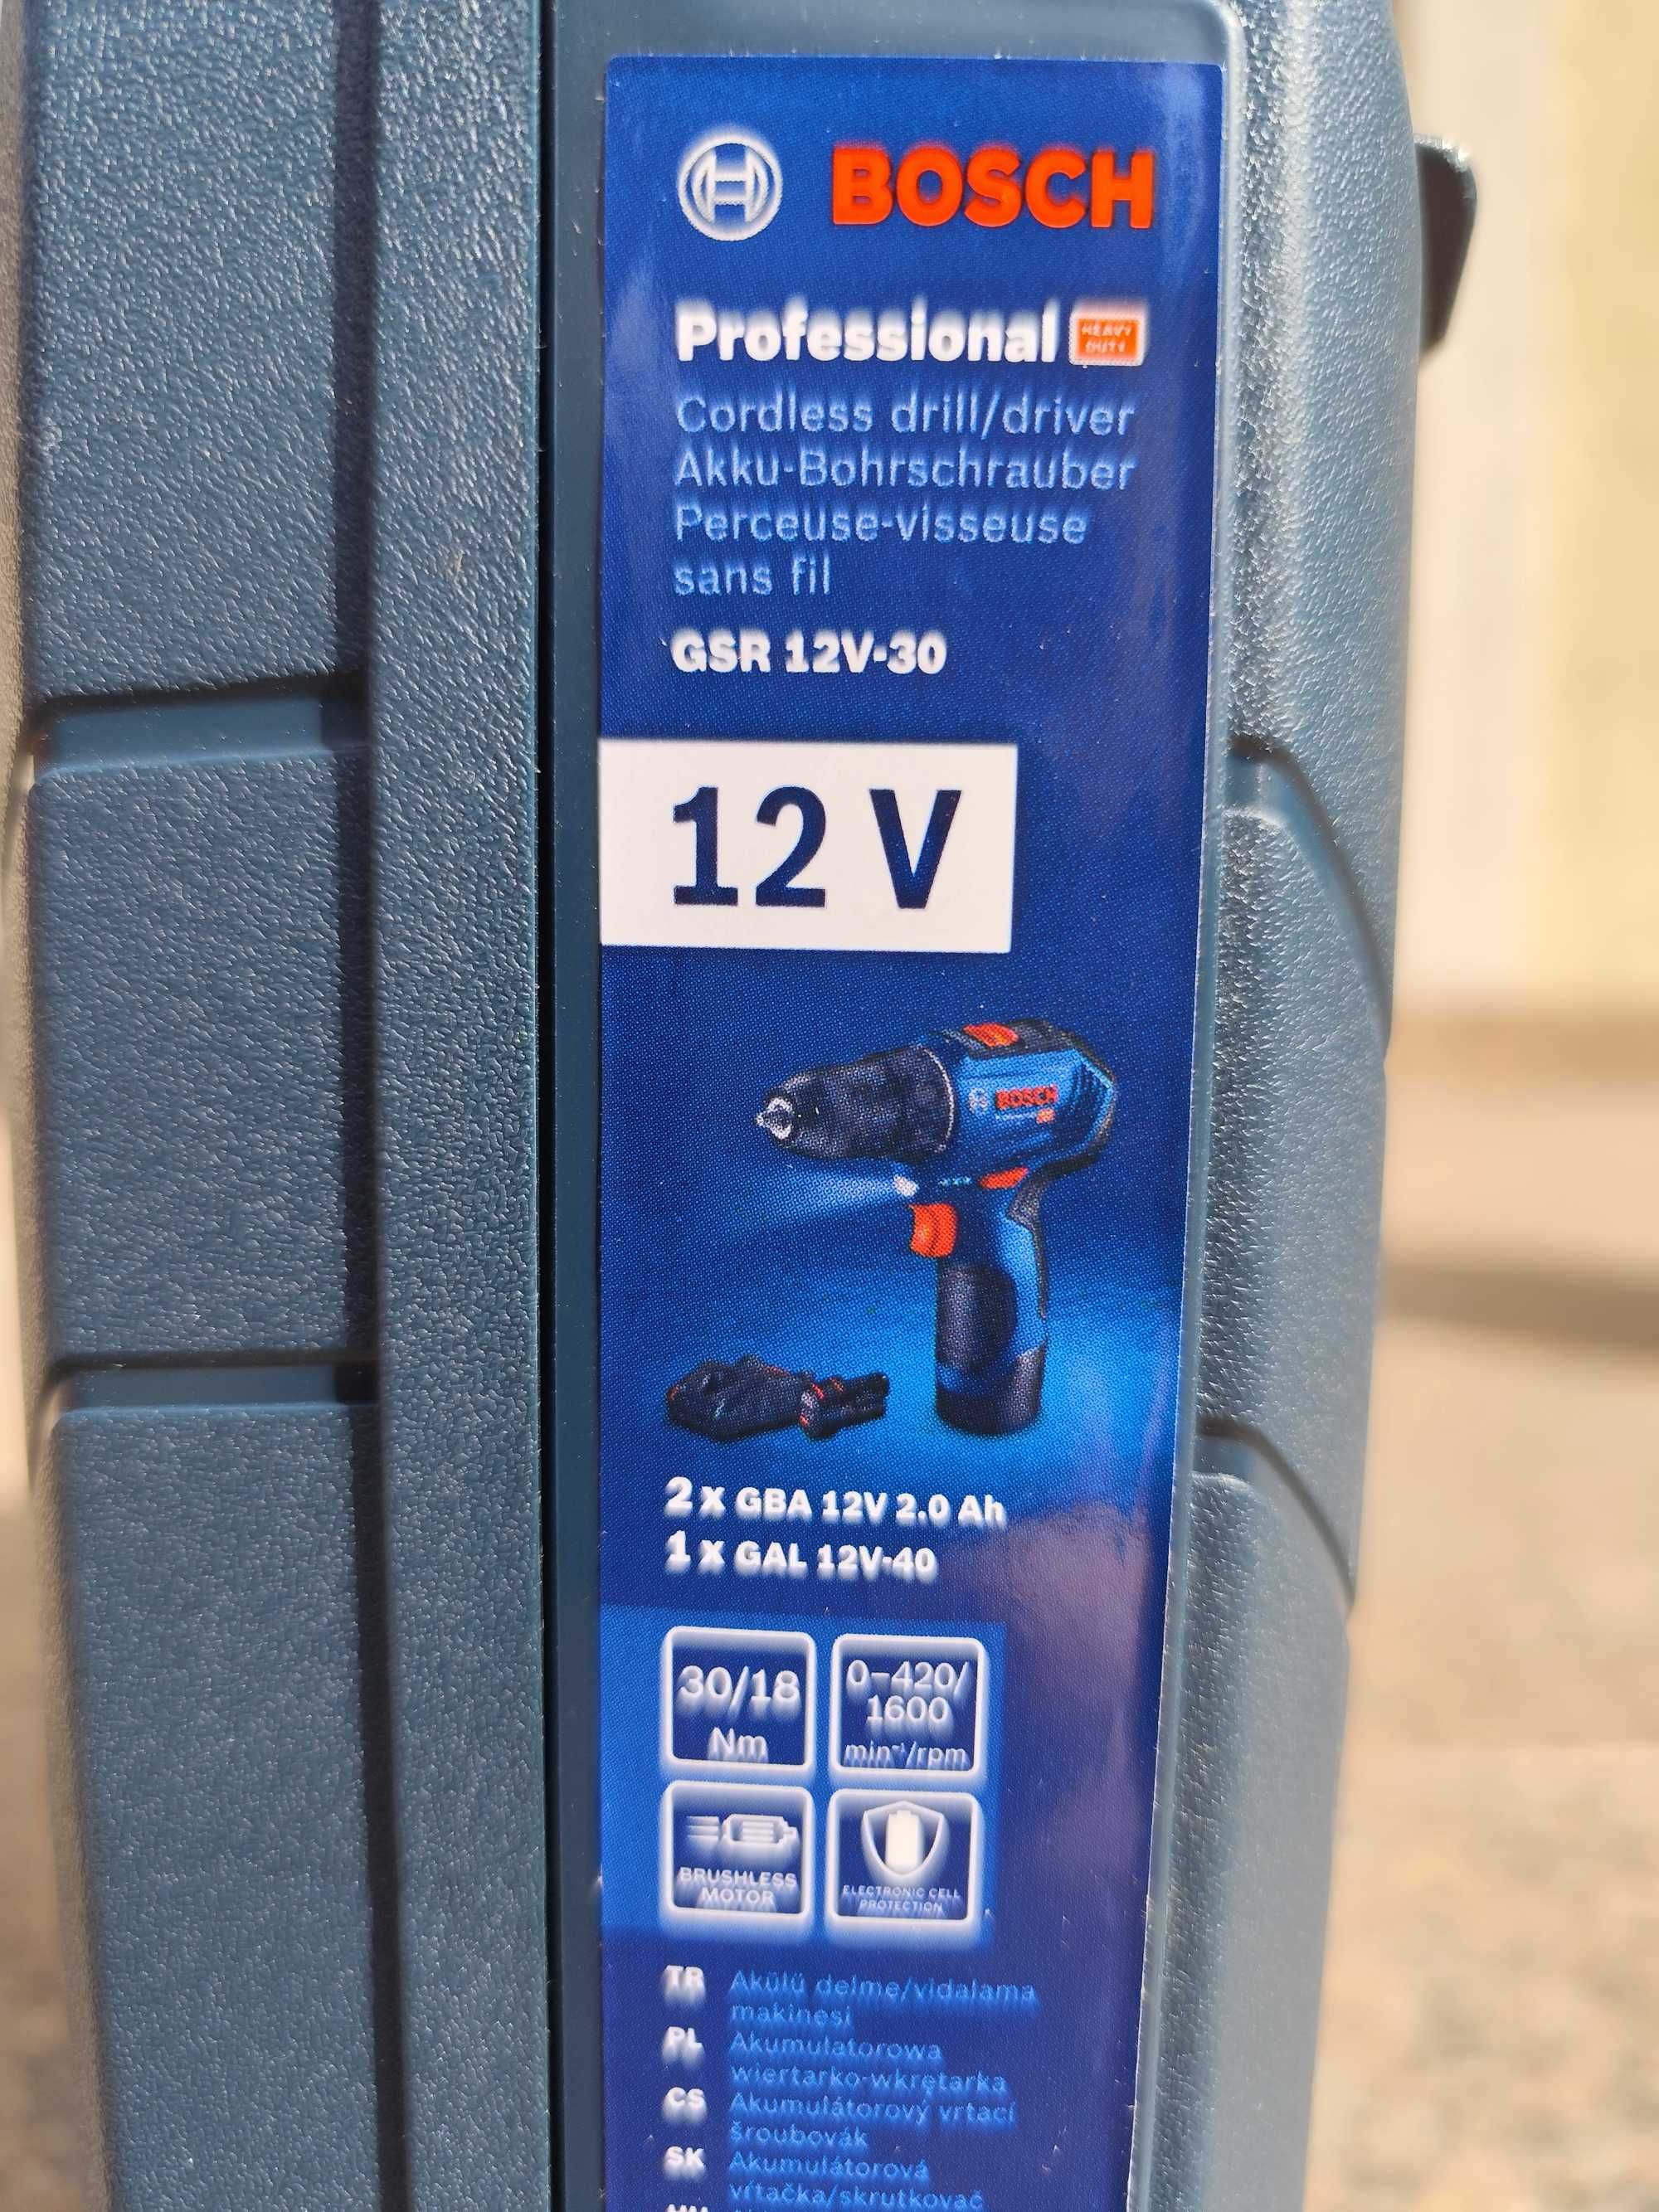 BOSCH
Professional HEAVY DUTY
Cordless drill/driver
Akku-Bohrschrauber
Perceuse-visseuse
sans fil
GSR 12V-30
12 V
BOSCH
2 x GBA 12V 2.0 Ah
1 x GAL 12V-40
30/18
Nm
0–420/
1600
min⁻¹/rpm
BRUSHLESS
MOTOR
ELECTRONIC CELL
PROTECTION
TR Akülü delme/vidalama
makinesi
PL Akumulatorowa
wiertarko-wkrętarka
CS Akumulátorový vrtací
šroubovák
SK Akumulátorová
vŕtačka/skrutkovač